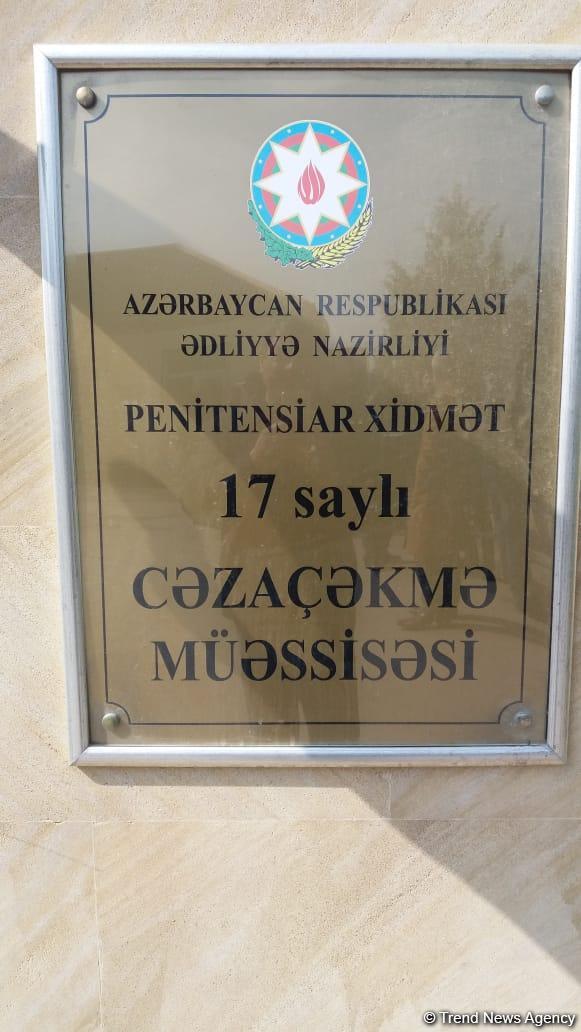 AZƏRBAYCAN RESPUBLİKASI
ƏDLİYYƏ NAZİRLİYİ
PENİTENSİAR XİDMƏT
17 saylı
CƏZAÇƏKMƏ
MÜƏSSİSƏSİ
© Trend News Agency